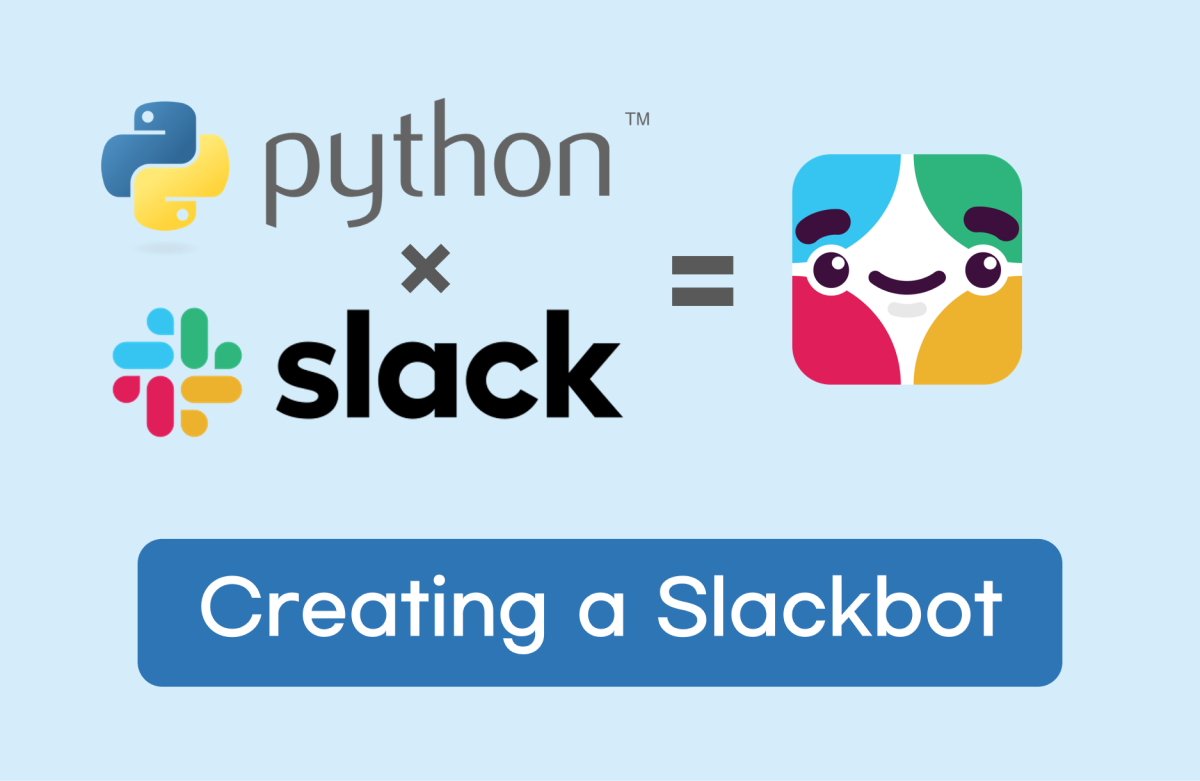 python™
×
slack
=
Creating a Slackbot